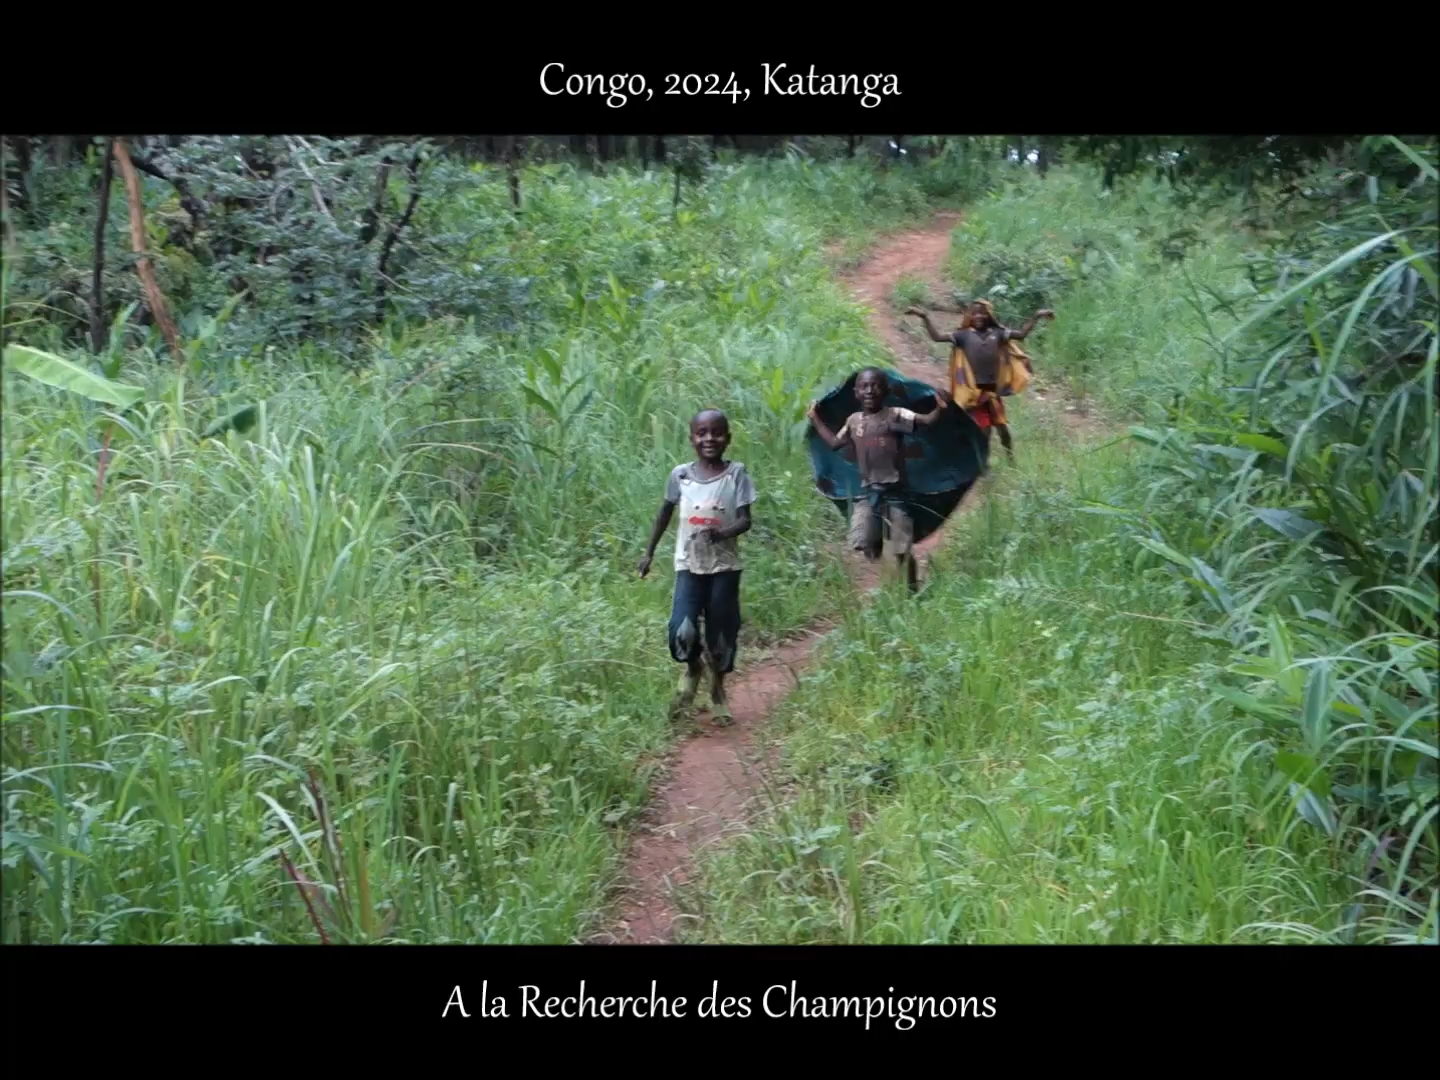 Congo, 2024, Katanga
A la Recherche des Champignons